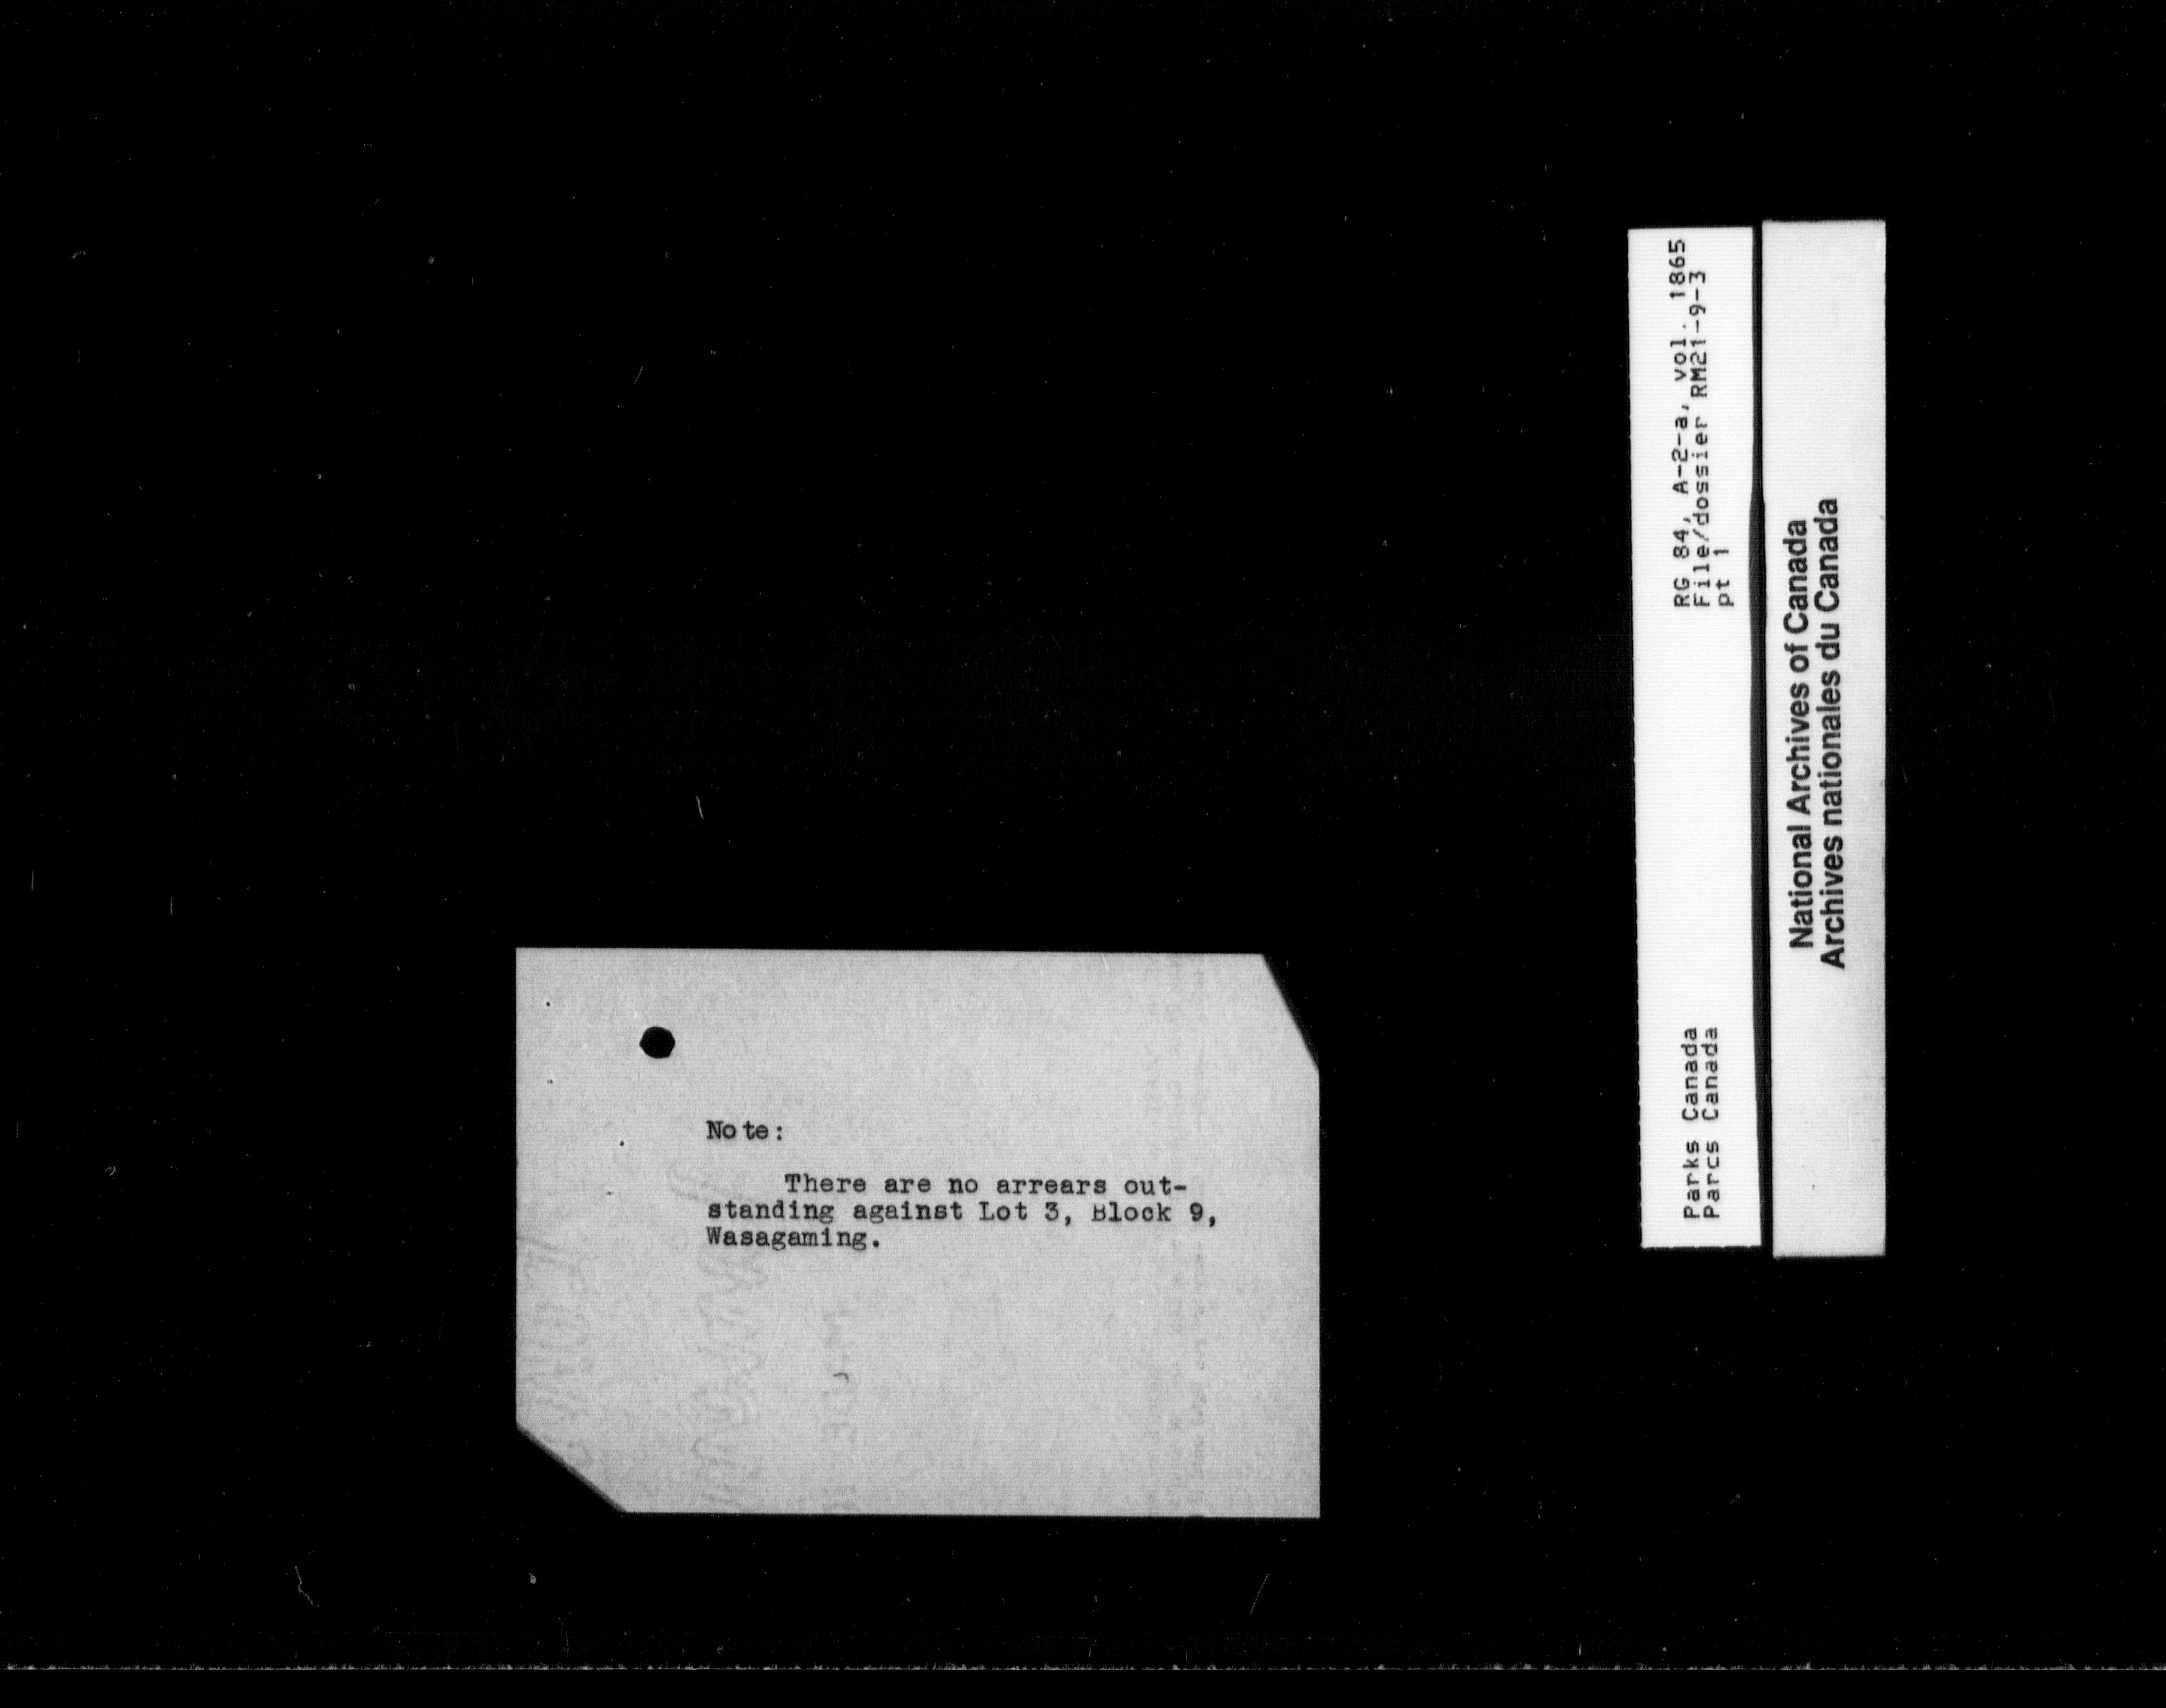 Note:
There are no arrears out-
standing against Lot 3, Block 9,
Wasagaming.
RG 84, A-2-a, vol. 1865
File/dossier RM21-9-3
pt 1
Parks Canada
Parcs Canada
National Archives of Canada
Archives nationales du Canada